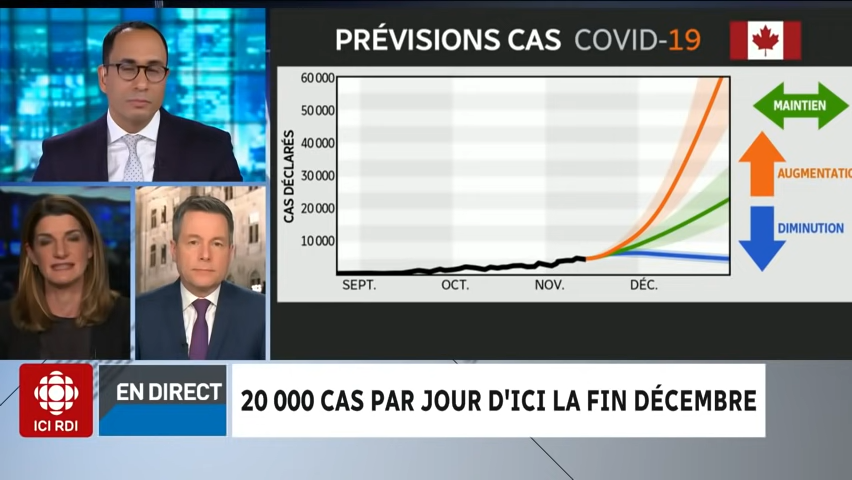 PRÉVISIONS CAS COVID-19
60 000
50 000
40 000
30 000
20 000
10 000
CAS DÉCLARÉS
SEPT.
OCT.
NOV.
DÉC.
MAINTIEN
AUGMENTATIO
DIMINUTION
ICI RDI
EN DIRECT
20 000 CAS PAR JOUR D'ICI LA FIN DÉCEMBRE